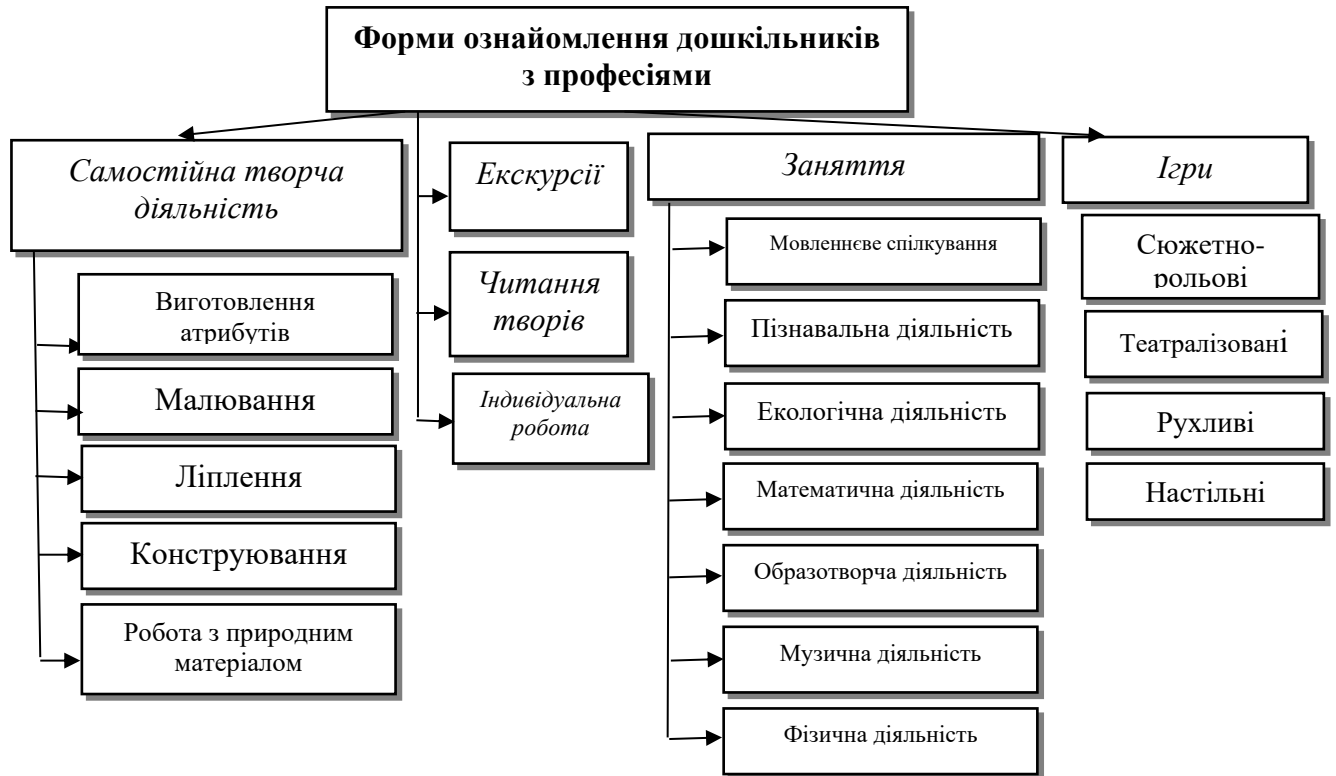 Форми ознайомлення дошкільників
з професіями
Самостійна творча
діяльність
Виготовлення
атрибутів
Малювання
Ліплення
Конструювання
Робота з природним
матеріалом
Екскурсії
Читання
творів
Індивідуальна
робота
Заняття
Мовленнєве спілкування
Пізнавальна діяльність
Екологічна діяльність
Математична діяльність
Образотворча діяльність
Музична діяльність
Фізична діяльність
Ігри
Сюжетно-
рольові
Театралізовані
Рухливі
Настільні